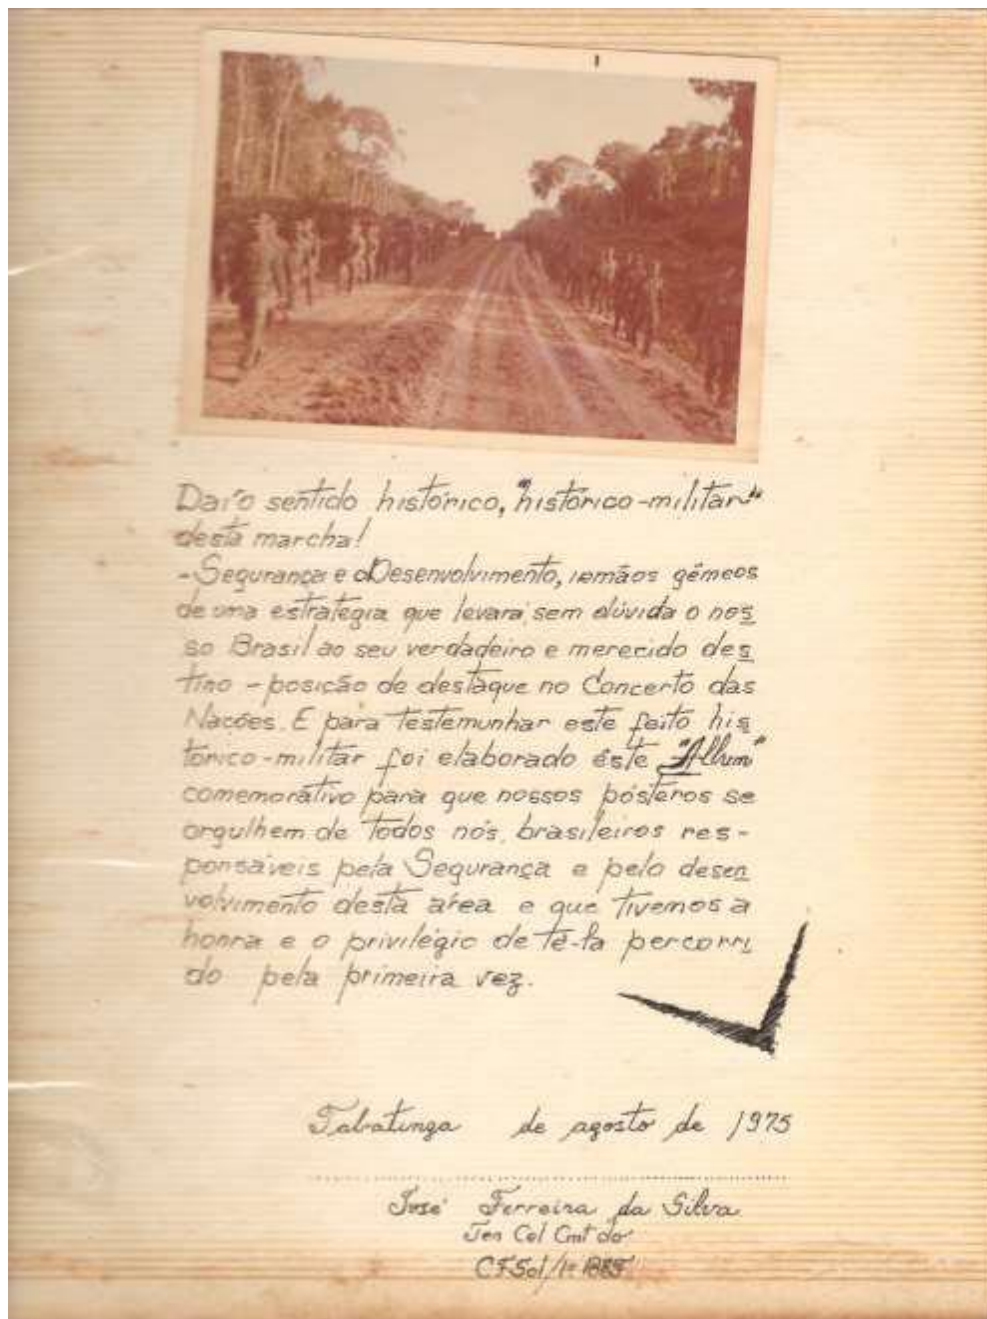 Daí o sentido histórico, "histórico-militar"
desta marcha!
- Segurança e Desenvolvimento, irmãos gêmeos
de uma estratégia que levará sem dúvida o nos
so Brasil ao seu verdadeiro e merecido des
tino - posição de destaque no Concerto das
Nações. E para testemunhar este feito his
tórico-militar foi elaborado êste "Album"
comemorativo para que nossos pósteros se
orgulhem de todos nós, brasileiros res-
ponsáveis pela Segurança e pelo desen
volvimento desta área e que tivemos a
honra e o privilégio de tê-la percorri
do pela primeira vez.
Tabatinga de agosto de 1975
José Ferreira da Silva
Ten Cel Cmt do
CFSol/1º